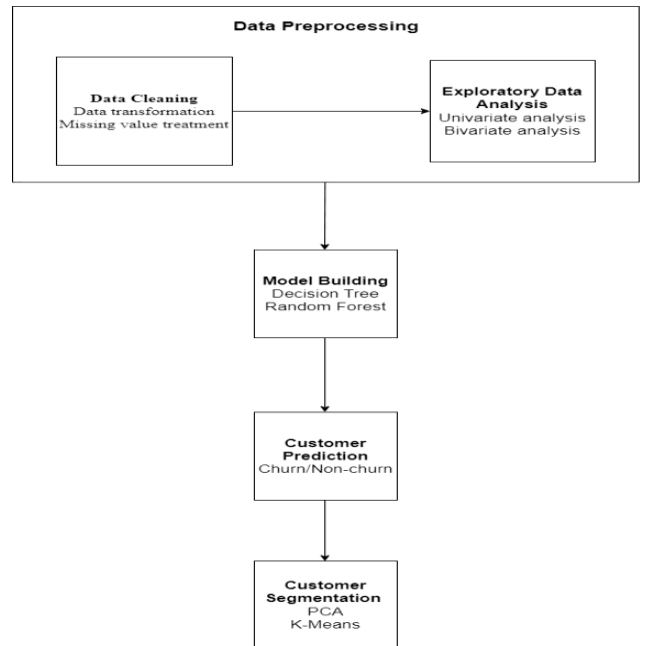 Data Preprocessing
Data Cleaning
Data transformation
Missing value treatment
Exploratory Data
Analysis
Univariate analysis
Bivariate analysis
Model Building
Decision Tree
Random Forest
Customer
Prediction
Churn/Non-churn
Customer
Segmentation
PCA
K-Means